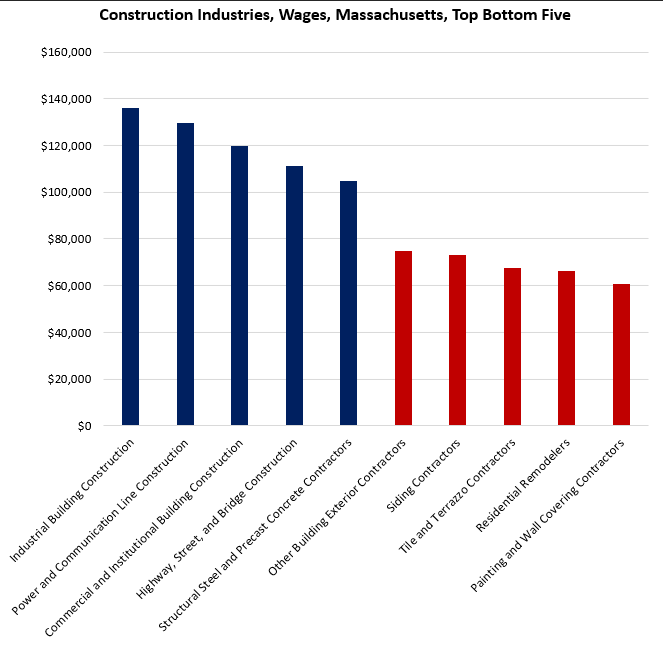 Construction Industries, Wages, Massachusetts, Top Bottom Five
$160,000
$140,000
$120,000
$100,000
$80,000
$60,000
$40,000
$20,000
$0
Industrial Building Construction
Power and Communication Line Construction
Commercial and Institutional Building Construction
Highway, Street, and Bridge Construction
Structural Steel and Precast Concrete Contractors
Other Building Exterior Contractors
Siding Contractors
Tile and Terrazzo Contractors
Residential Remodelers
Painting and Wall Covering Contractors